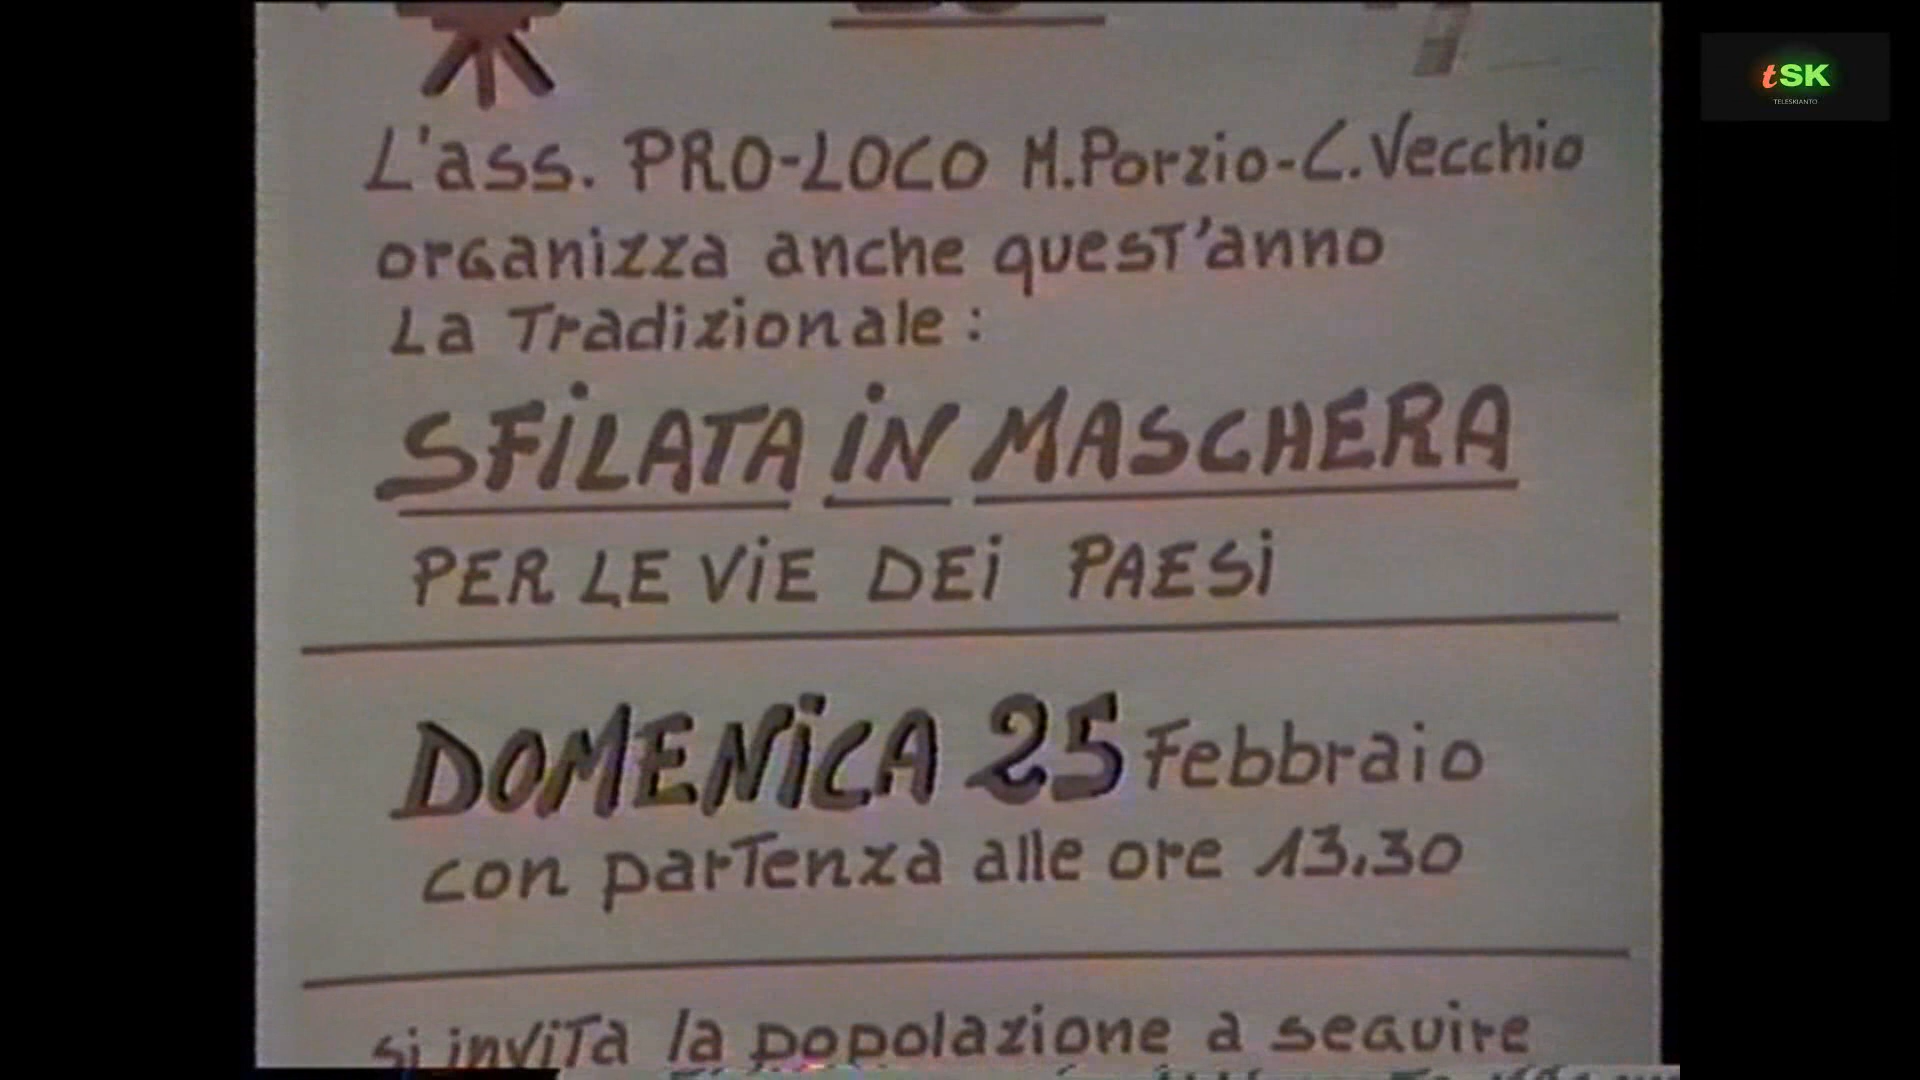 tSK
TELESKIANTO
L'ass. PRO-LOCO M.Porzio-C.Vecchio
orGanizza anche quesT'anno
La Tradizionale:
SFiLATA iN MASCHERA
PER LE ViE DEi PAESi
DOMENiCA 25 Febbraio
con parTenza alle ore 13.30
si inviTa la popolazione a seguire